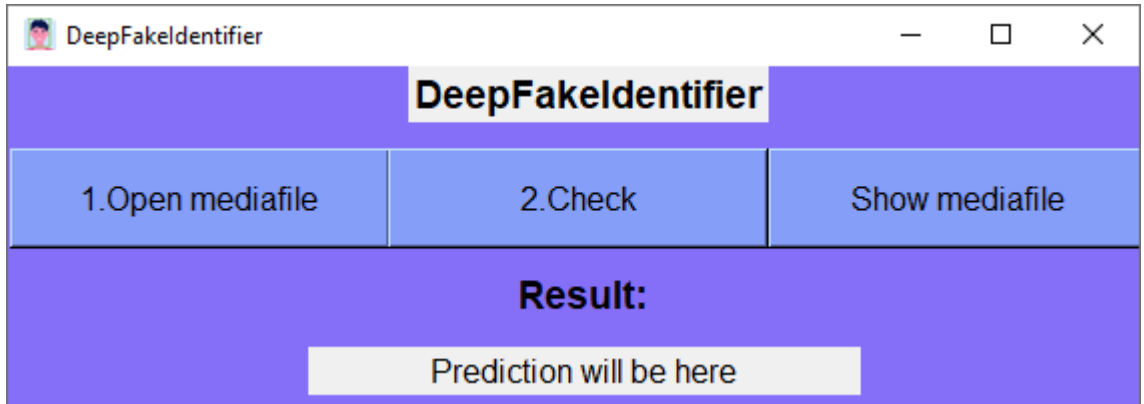 DeepFakeIdentifier
DeepFakeIdentifier
1.Open mediafile
2.Check
Show mediafile
Result:
Prediction will be here